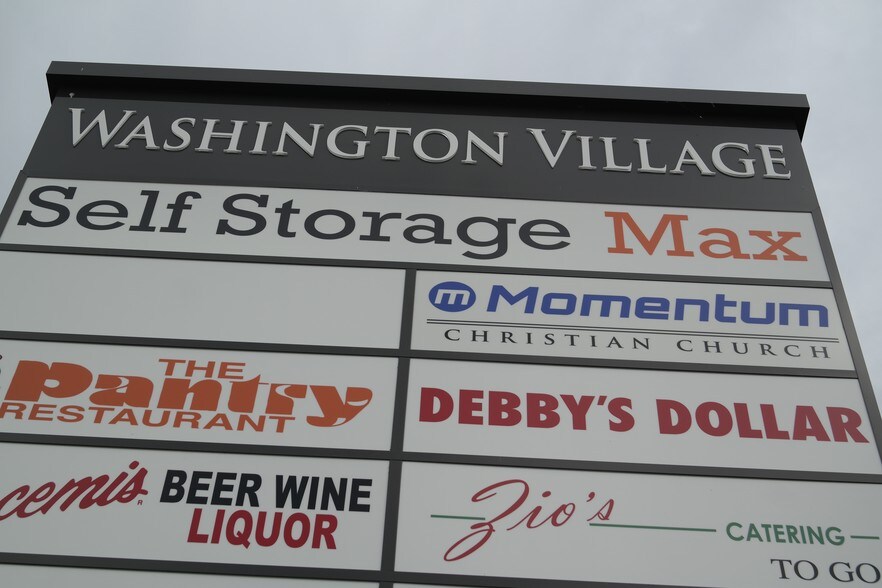 WASHINGTON VILLAGE
Self Storage Max
m Momentum
CHRISTIAN CHURCH
THE
Pantry
RESTAURANT
DEBBY'S DOLLAR
cemis BEER WINE
LIQUOR
Zio's
CATERING
TO GO